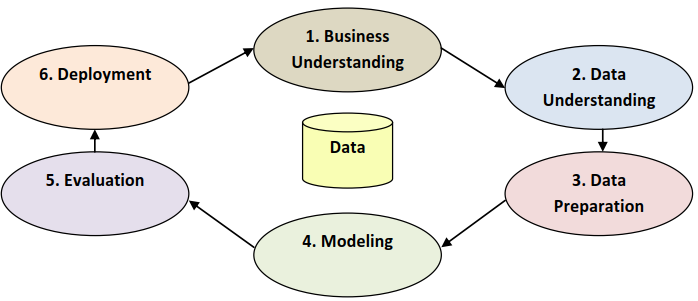 1. Business
Understanding
2. Data
Understanding
3. Data
Preparation
4. Modeling
5. Evaluation
6. Deployment
Data